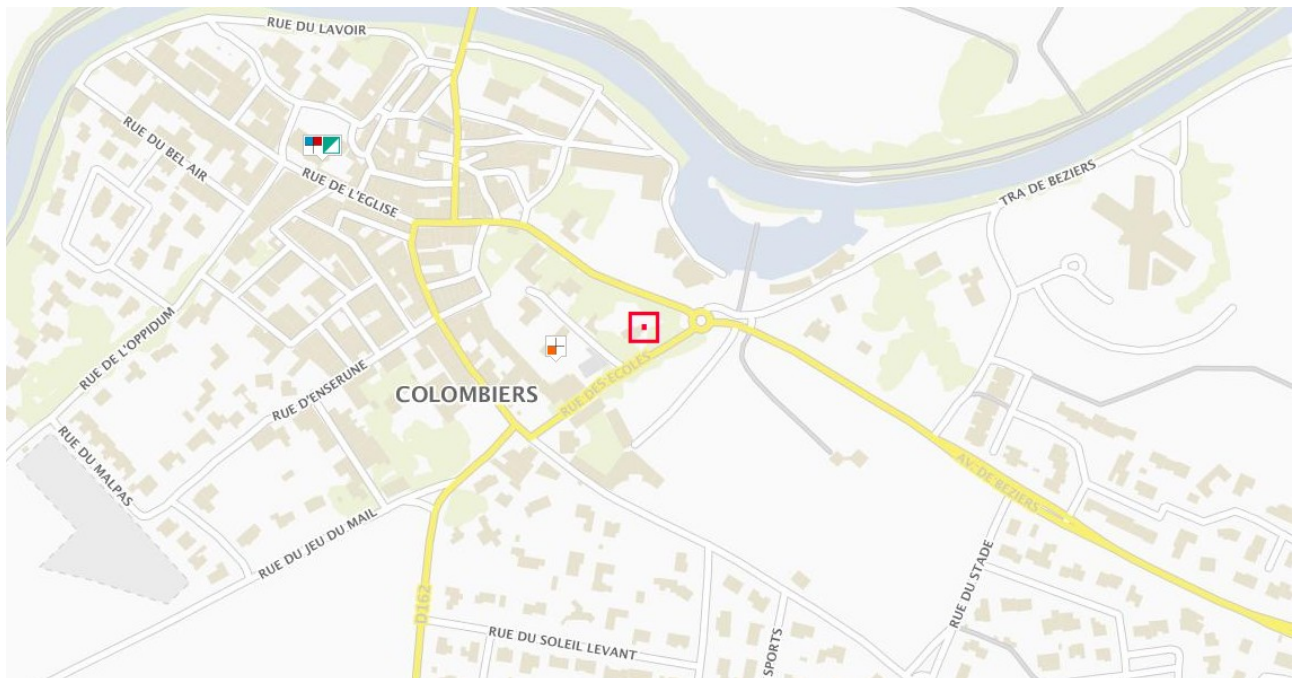 RUE DU LAVOIR
RUE DU BEL AIR
RUE DE L'EGLISE
TRA DE BEZIERS
RUE DE L'OPPIDUM
RUE D'ENSERUNE
COLOMBIERS
RUE DES ECOLES
RUE DU MALPAS
AV. DE BEZIERS
RUE DU JEU DU MAIL
D162
RUE DU STADE
RUE DU SOLEIL LEVANT
SPORTS